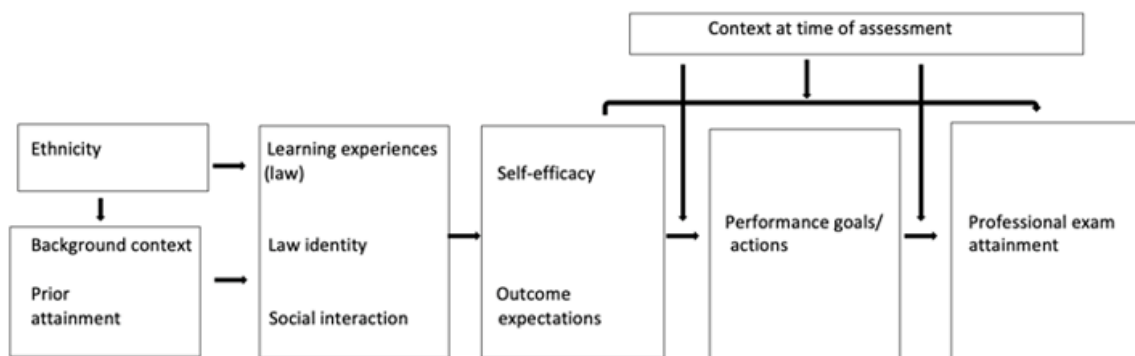 Context at time of assessment
Ethnicity
Background context
Prior
attainment
Learning experiences
(law)
Law identity
Social interaction
Self-efficacy
Outcome
expectations
Performance goals/
actions
Professional exam
attainment